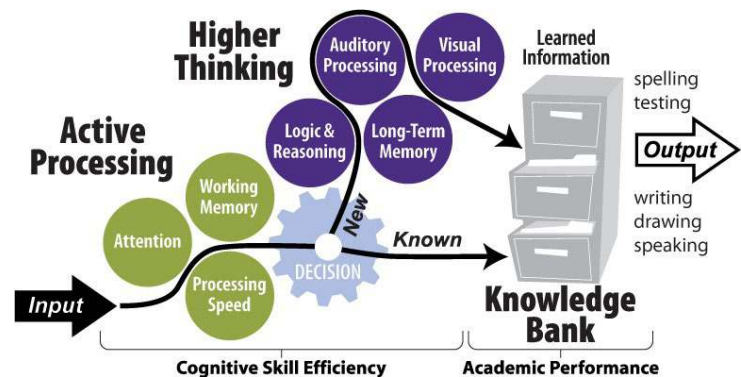 Higher
Thinking
Auditory
Processing
Visual
Processing
Learned
Information
Logic &
Reasoning
Long-Term
Memory
Active
Processing
Working
Memory
Attention
Processing
Speed
DECISION
New
Known
Input
spelling
testing
Output
writing
drawing
speaking
Knowledge
Bank
Cognitive Skill Efficiency
Academic Performance